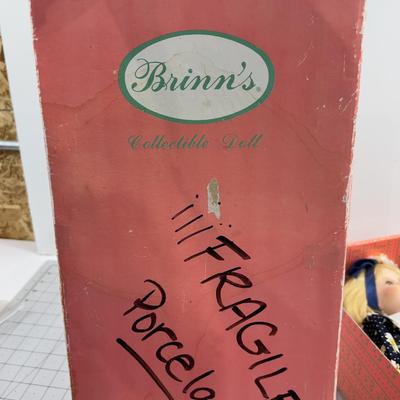 Brinn's
Collectible Doll
¡¡¡FRAGILE
Porcela